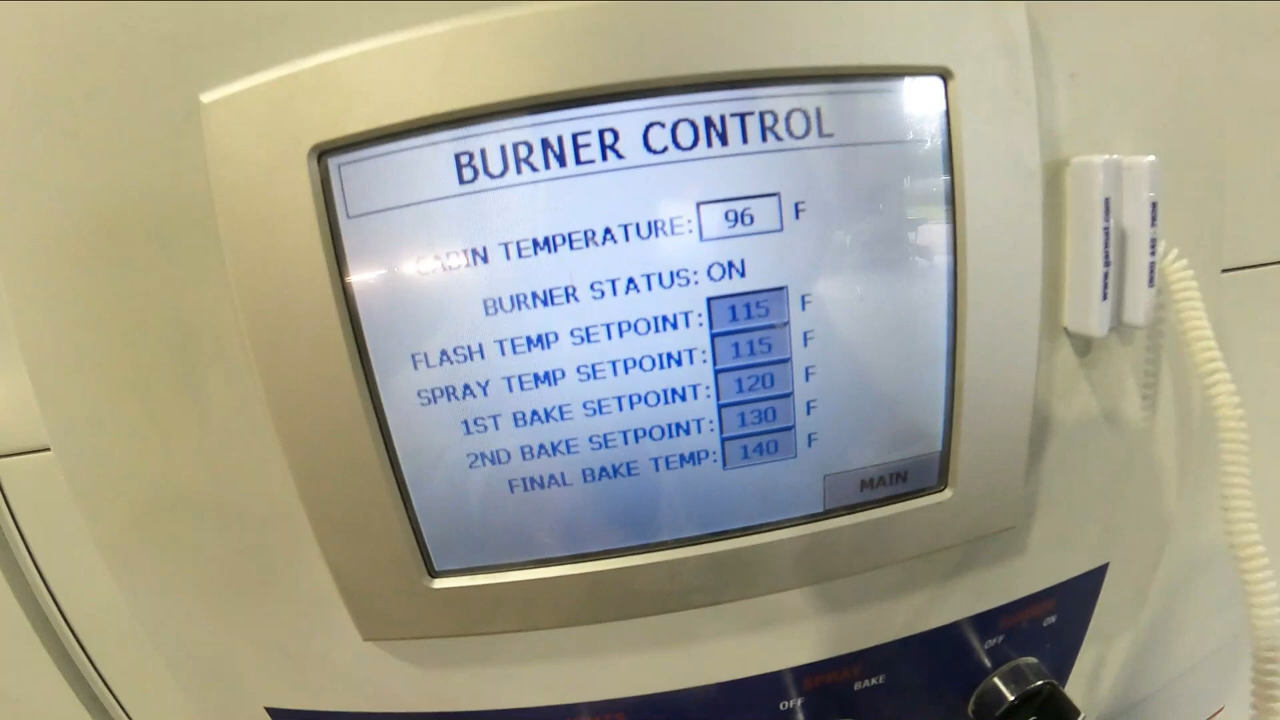 BURNER CONTROL
CABIN TEMPERATURE: 96 F
BURNER STATUS: ON
FLASH TEMP SETPOINT: 115 F
SPRAY TEMP SETPOINT: 115 F
1ST BAKE SETPOINT: 120 F
2ND BAKE SETPOINT: 130 F
FINAL BAKE TEMP: 140 F
MAIN
OFF
ON
SPRAY
OFF
BAKE